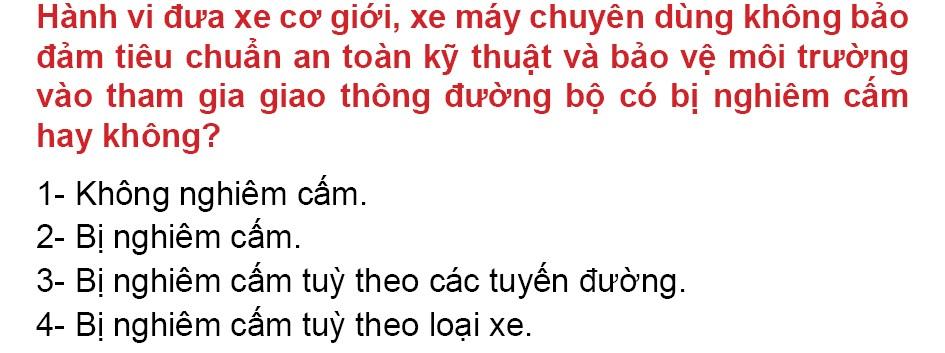 Hành vi đưa xe cơ giới, xe máy chuyên dùng không bảo
đảm tiêu chuẩn an toàn kỹ thuật và bảo vệ môi trường
vào tham gia giao thông đường bộ có bị nghiêm cấm
hay không?
1- Không nghiêm cấm.
2- Bị nghiêm cấm.
3- Bị nghiêm cấm tuỳ theo các tuyến đường.
4- Bị nghiêm cấm tuỳ theo loại xe.